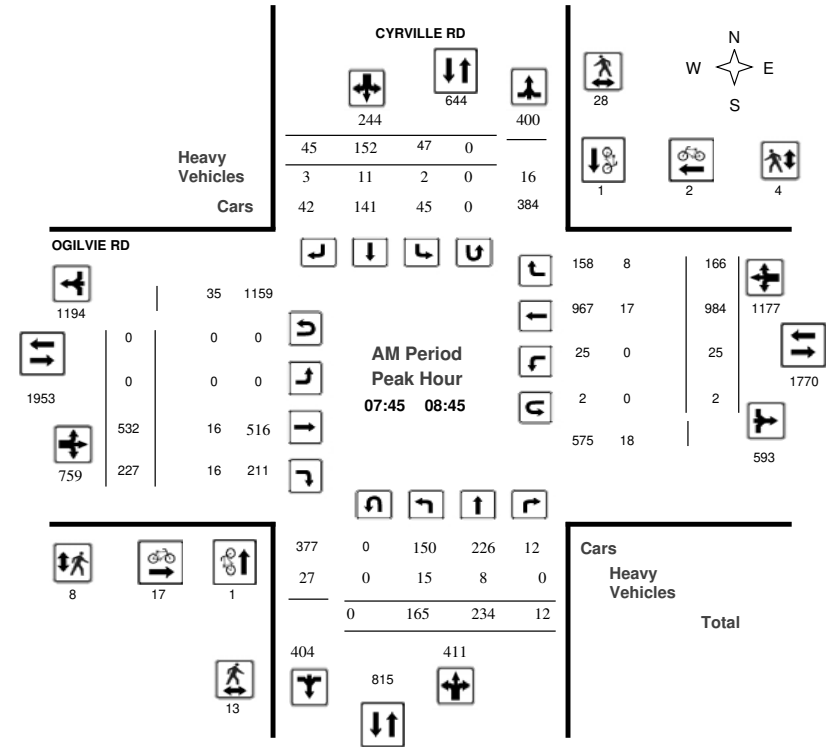 CYRVILLE RD
N
W E
S
644
28
244 400
45 152 47 0
Heavy
Vehicles 3 11 2 0 16
Cars 42 141 45 0 384
1 2 4
OGILVIE RD
158 8 166
1194 35 1159
967 17 984 1177
0 0 0
AM Period
Peak Hour
25 0 25
1770
0 0 0
1953
07:45 08:45
2 0 2
532 16 516
575 18
593
759 227 16 211
377 0 150 226 12 Cars
27 0 15 8 0 Heavy
Vehicles
8 17 1
0 165 234 12 Total
404 411
815
13